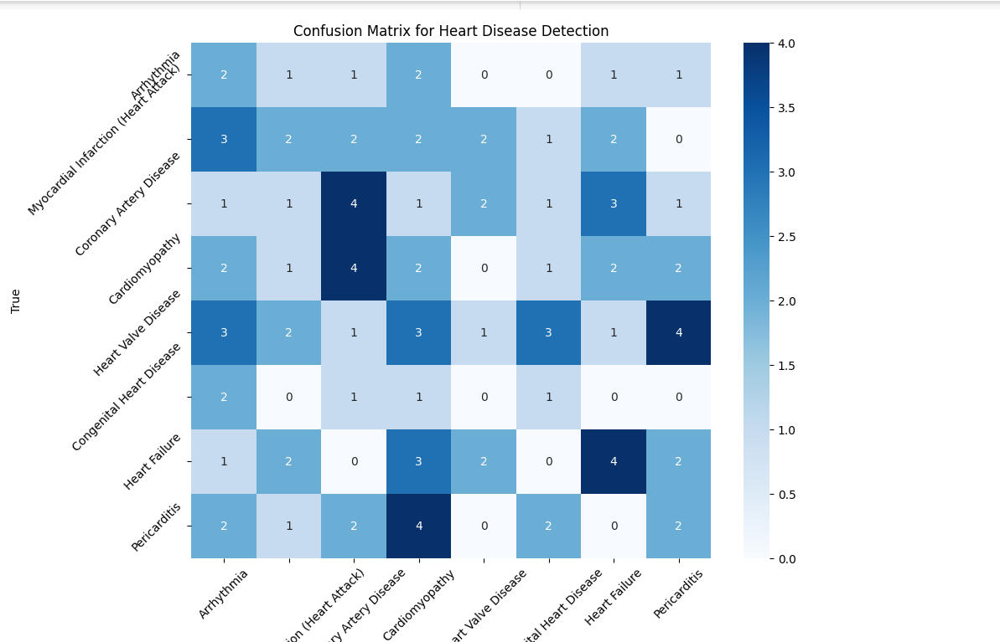 Confusion Matrix for Heart Disease Detection
True
Arrhythmia
Myocardial Infarction (Heart Attack)
Coronary Artery Disease
Cardiomyopathy
Heart Valve Disease
Congenital Heart Disease
Heart Failure
Pericarditis
2 1 1 2 0 0 1 1
3 2 2 2 2 1 2 0
1 1 4 1 2 1 3 1
2 1 4 2 0 1 2 2
3 2 1 3 1 3 1 4
2 0 1 1 0 1 0 0
1 2 0 3 2 0 4 2
2 1 2 4 0 2 0 2
Arrhythmia
ion (Heart Attack)
ry Artery Disease
Cardiomyopathy
art Valve Disease
ital Heart Disease
Heart Failure
Pericarditis
4.0
3.5
3.0
2.5
2.0
1.5
1.0
0.5
0.0